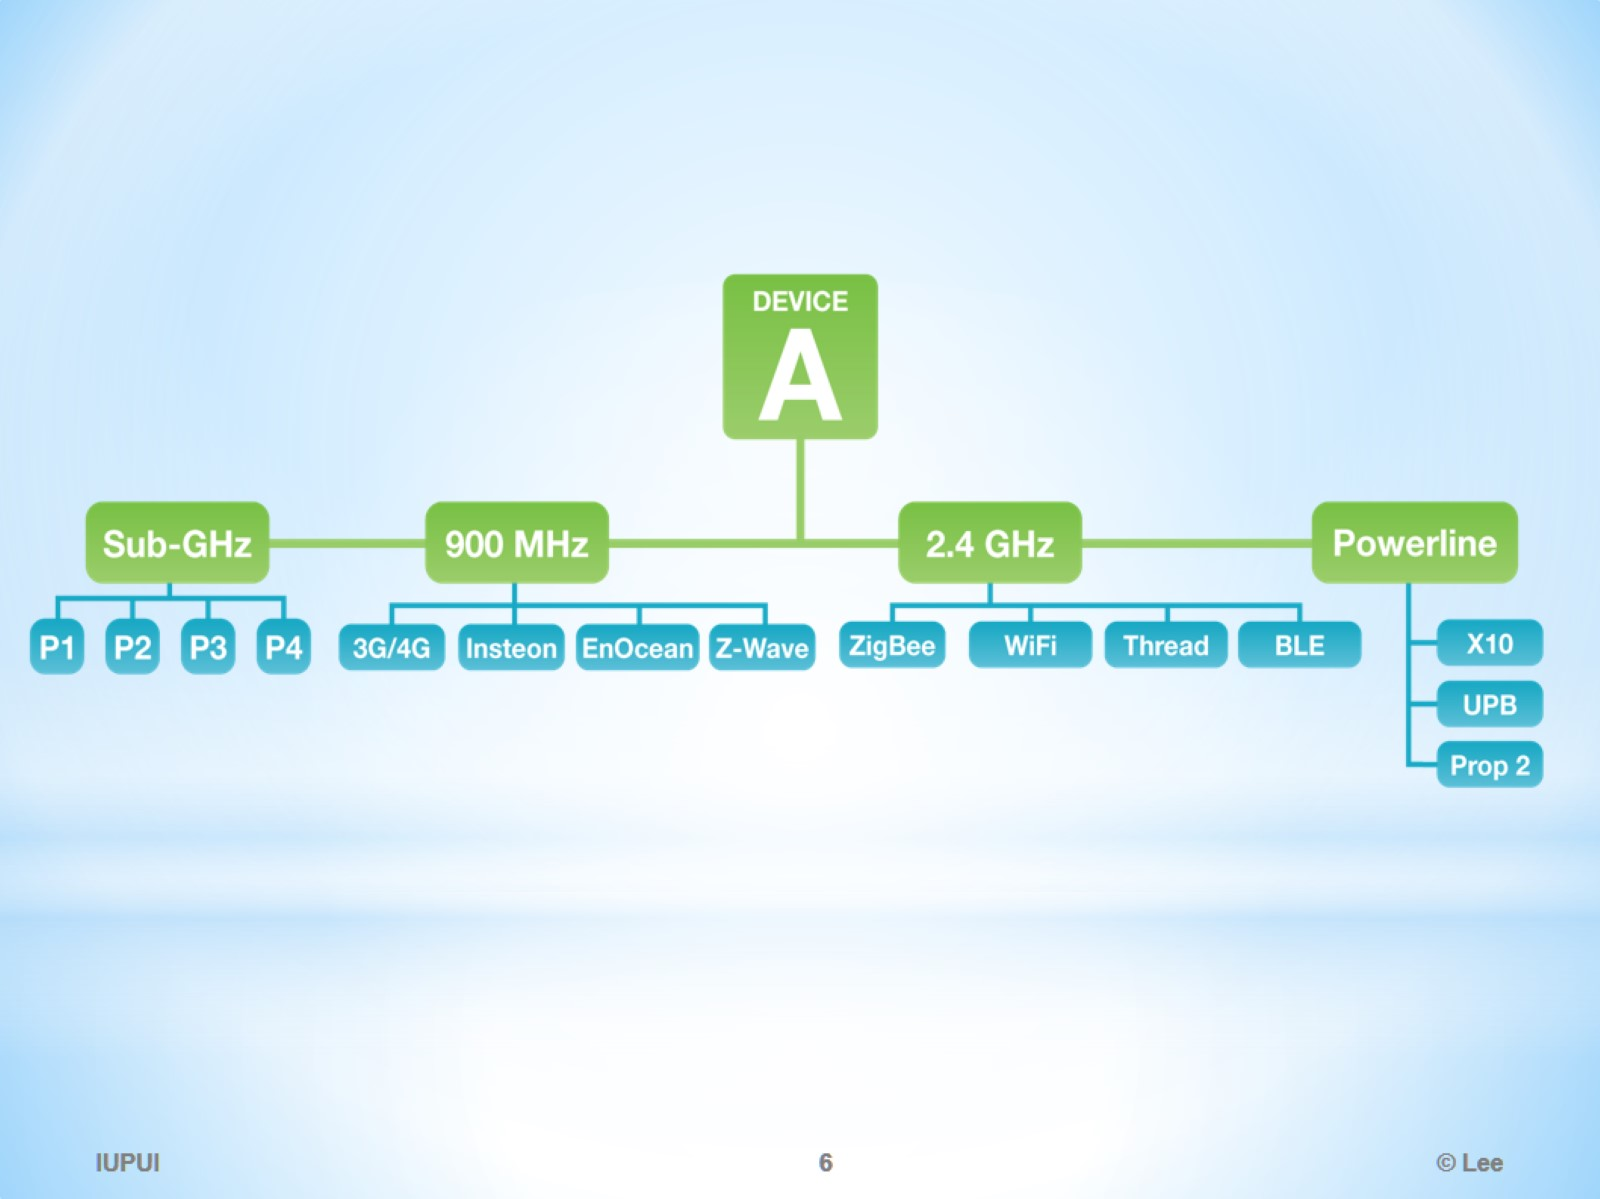 DEVICE
A
Sub-GHz
900 MHz
2.4 GHz
Powerline
P1
P2
P3
P4
3G/4G
Insteon
EnOcean
Z-Wave
ZigBee
WiFi
Thread
BLE
X10
UPB
Prop 2
IUPUI
6
© Lee